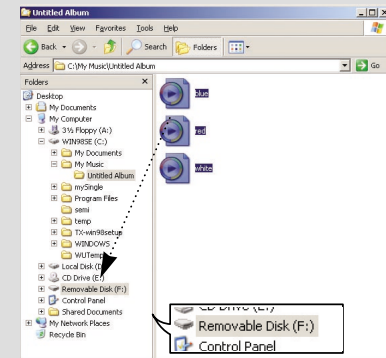 Untitled Album
File Edit View Favorites Tools Help
Back Search Folders
Address C:\My Music\Untitled Album Go
Folders
Desktop
My Documents
My Computer
3½ Floppy (A:)
WIN98SE (C:)
My Documents
My Music
Untitled Album
mySingle
Program Files
semi
temp
TX-win98setup
WINDOWS
WUTemp
Local Disk (D:)
CD Drive (E:)
Removable Disk (F:)
Control Panel
Shared Documents
My Network Places
Recycle Bin
blue
red
white
CD Drive (E:)
Removable Disk (F:)
Control Panel